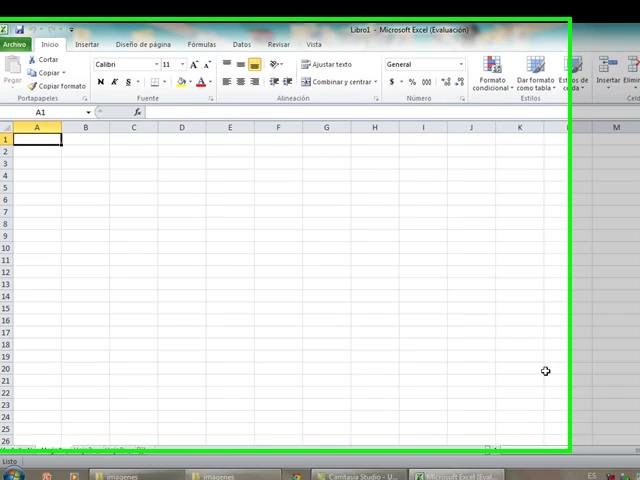 Libro1 - Microsoft Excel (Evaluación)
Archivo Inicio Insertar Diseño de página Fórmulas Datos Revisar Vista
Pegar
Cortar
Copiar
Copiar formato
Portapapeles
Calibri 11
N K S
Fuente
Ajustar texto
Combinar y centrar
Alineación
General
$ % 000
Número
Formato condicional
Dar formato como tabla
Estilos de celda
Estilos
Insertar
A1 fx
A B C D E F G H I J K M
1
2
3
4
5
6
7
8
9
10
11
12
13
14
15
16
17
18
19
20
21
22
23
24
25
26
Listo
imagenes imagenes Camtasia Studio - U... Microsoft Excel (Eval... ES